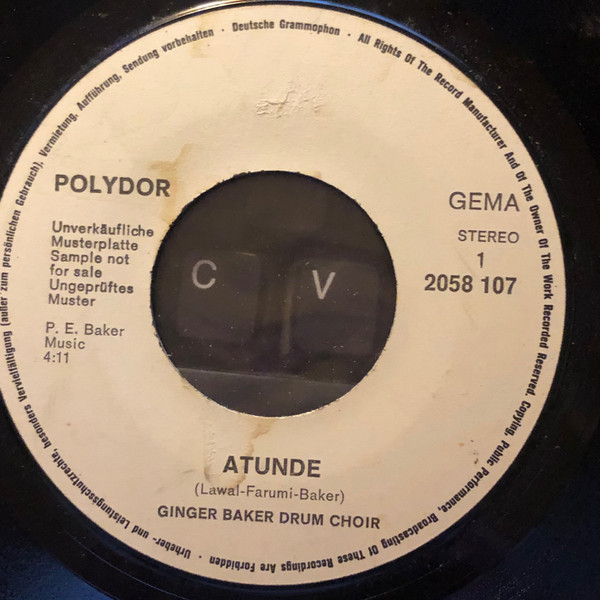 Urheber- und Leistungsschutzrechte, besonders Vervielfältigung (außer zum persönlichen Gebrauch), Vermietung, Aufführung, Sendung vorbehalten · Deutsche Grammophon · All Rights Of The Record Manufacturer And Of The Owner Of The Work Recorded Reserved. Copying, Public Performance, Broadcasting Of These Recordings Are Forbidden ·
POLYDOR
GEMA
Unverkäufliche
Musterplatte
Sample not
for sale
Ungeprüftes
Muster
STEREO
1
2058 107
P. E. Baker
Music
4:11
C V
ATUNDE
(Lawal-Farumi-Baker)
GINGER BAKER DRUM CHOIR